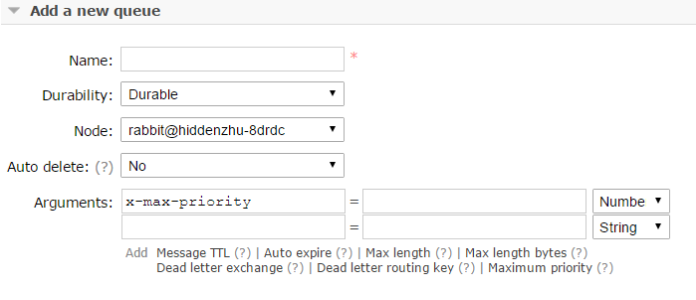 Add a new queue
Name: *
Durability: Durable
Node: rabbit@hiddenzhu-8drdc
Auto delete: (?) No
Arguments: x-max-priority = Numbe
= String
Add Message TTL (?) | Auto expire (?) | Max length (?) | Max length bytes (?)
Dead letter exchange (?) | Dead letter routing key (?) | Maximum priority (?)